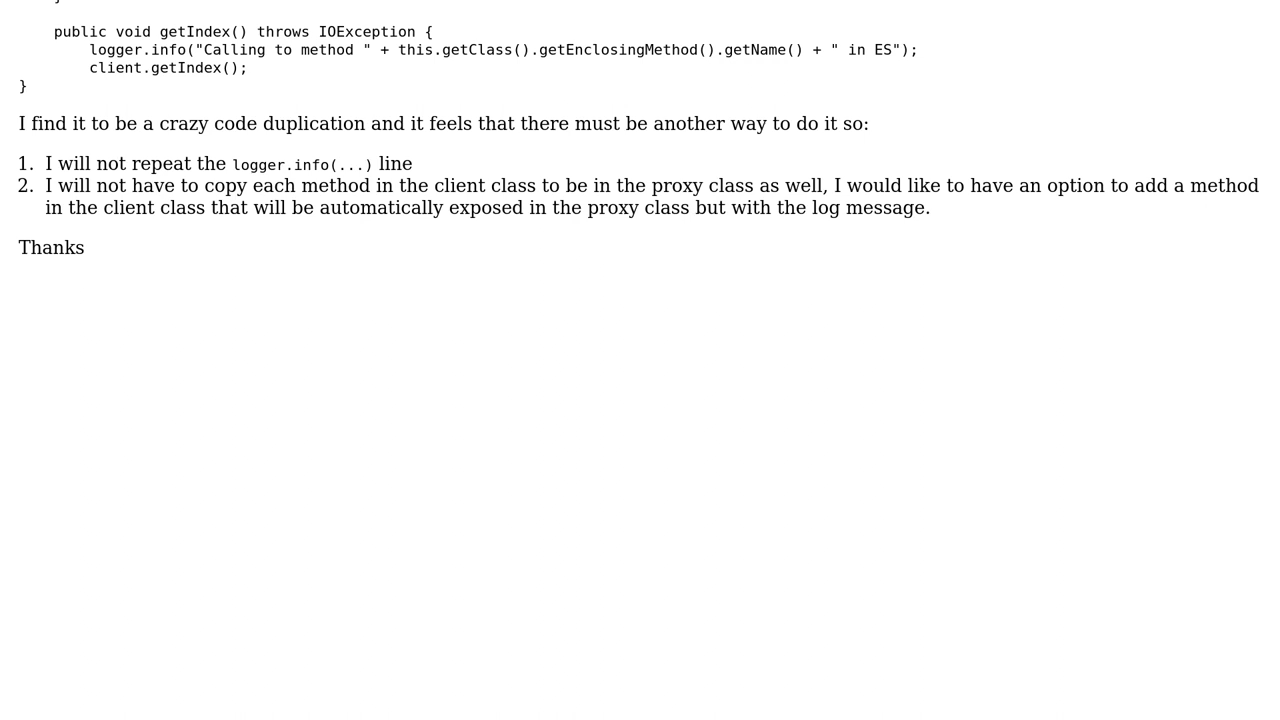 }
public void getIndex() throws IOException {
logger.info("Calling to method " + this.getClass().getEnclosingMethod().getName() + " in ES");
client.getIndex();
}
I find it to be a crazy code duplication and it feels that there must be another way to do it so:
1. I will not repeat the logger.info(...) line
2. I will not have to copy each method in the client class to be in the proxy class as well, I would like to have an option to add a method
in the client class that will be automatically exposed in the proxy class but with the log message.
Thanks